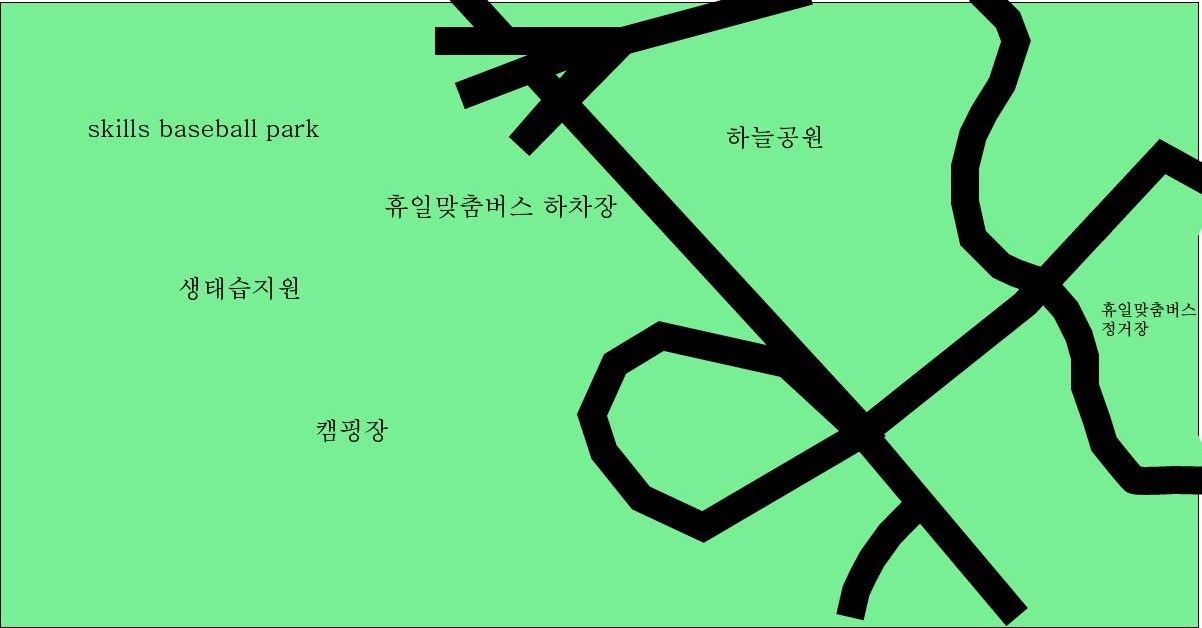 skills baseball park
하늘공원
휴일맞춤버스 하차장
생태습지원
휴일맞춤버스
정거장
캠핑장